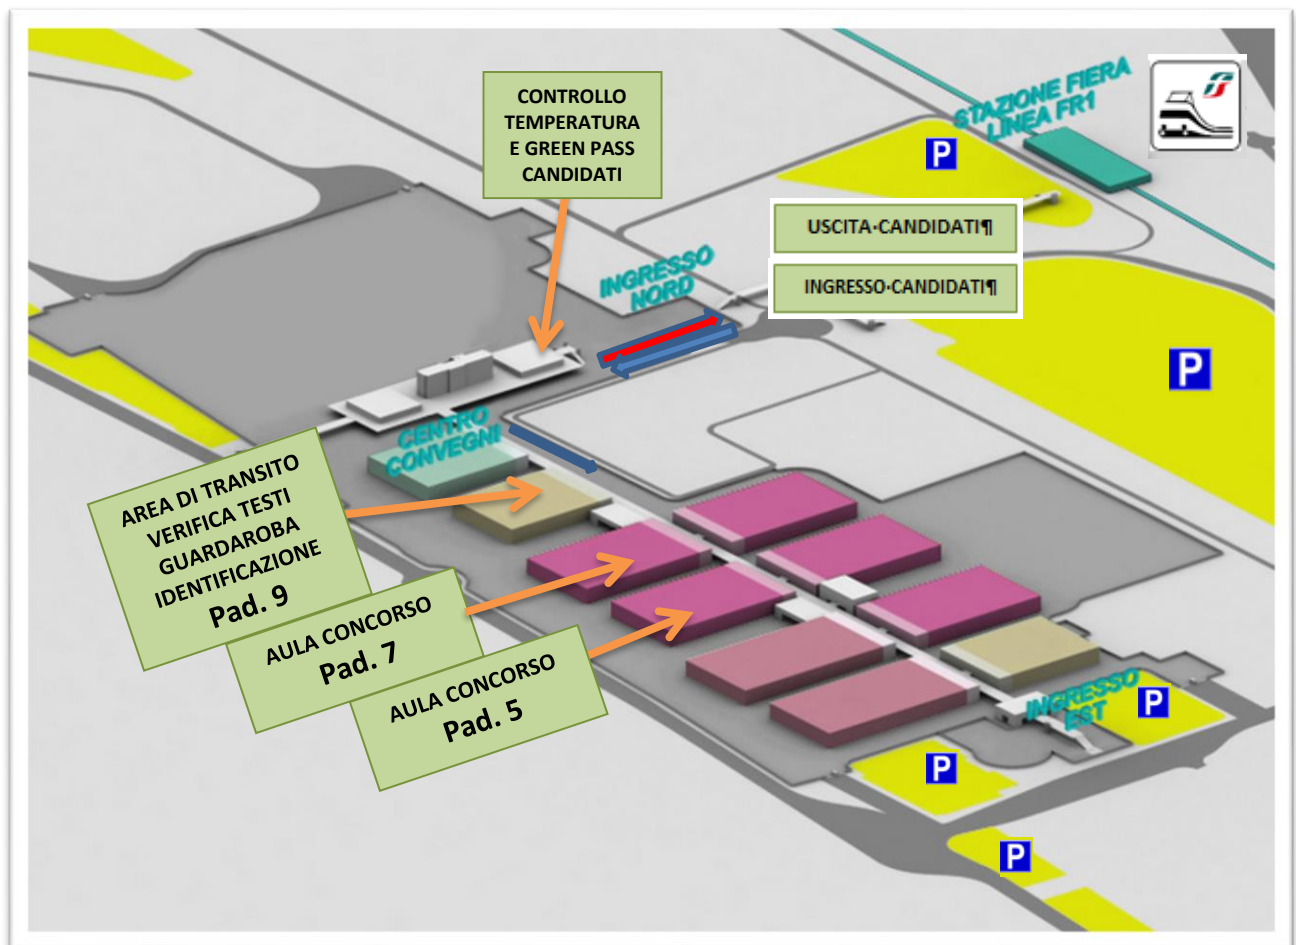 CONTROLLO
TEMPERATURA
E GREEN PASS
CANDIDATI
STAZIONE FIERA
LINEA FR1
P
USCITA·CANDIDATI¶
INGRESSO·CANDIDATI¶
INGRESSO
NORD
P
CENTRO
CONVEGNI
AREA DI TRANSITO
VERIFICA TESTI
GUARDAROBA
IDENTIFICAZIONE
Pad. 9
AULA CONCORSO
Pad. 7
AULA CONCORSO
Pad. 5
INGRESSO
EST
P
P
P